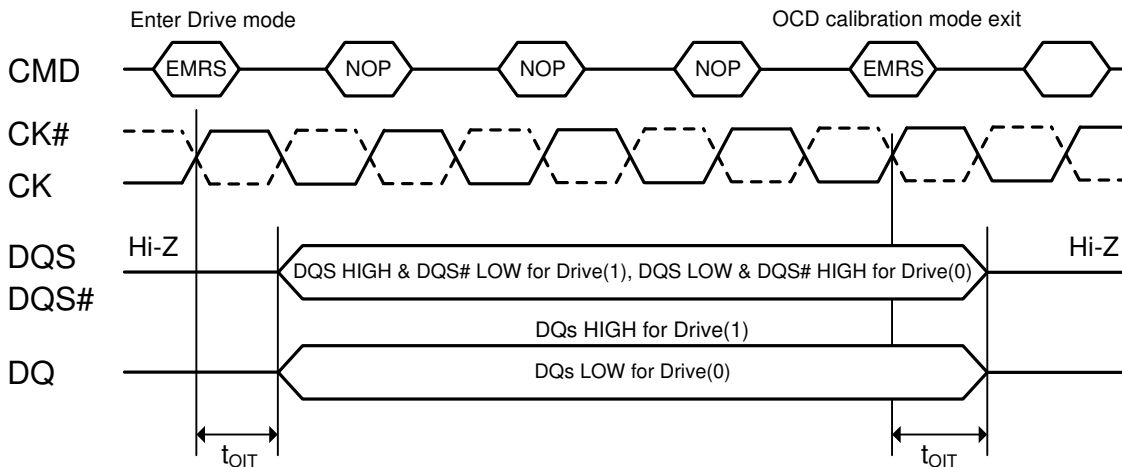 Enter Drive mode
OCD calibration mode exit
CMD
EMRS
NOP
NOP
NOP
EMRS
CK#
CK
DQS
DQS#
Hi-Z
DQS HIGH & DQS# LOW for Drive(1), DQS LOW & DQS# HIGH for Drive(0)
Hi-Z
DQs HIGH for Drive(1)
DQ
DQs LOW for Drive(0)
tOIT
tOIT